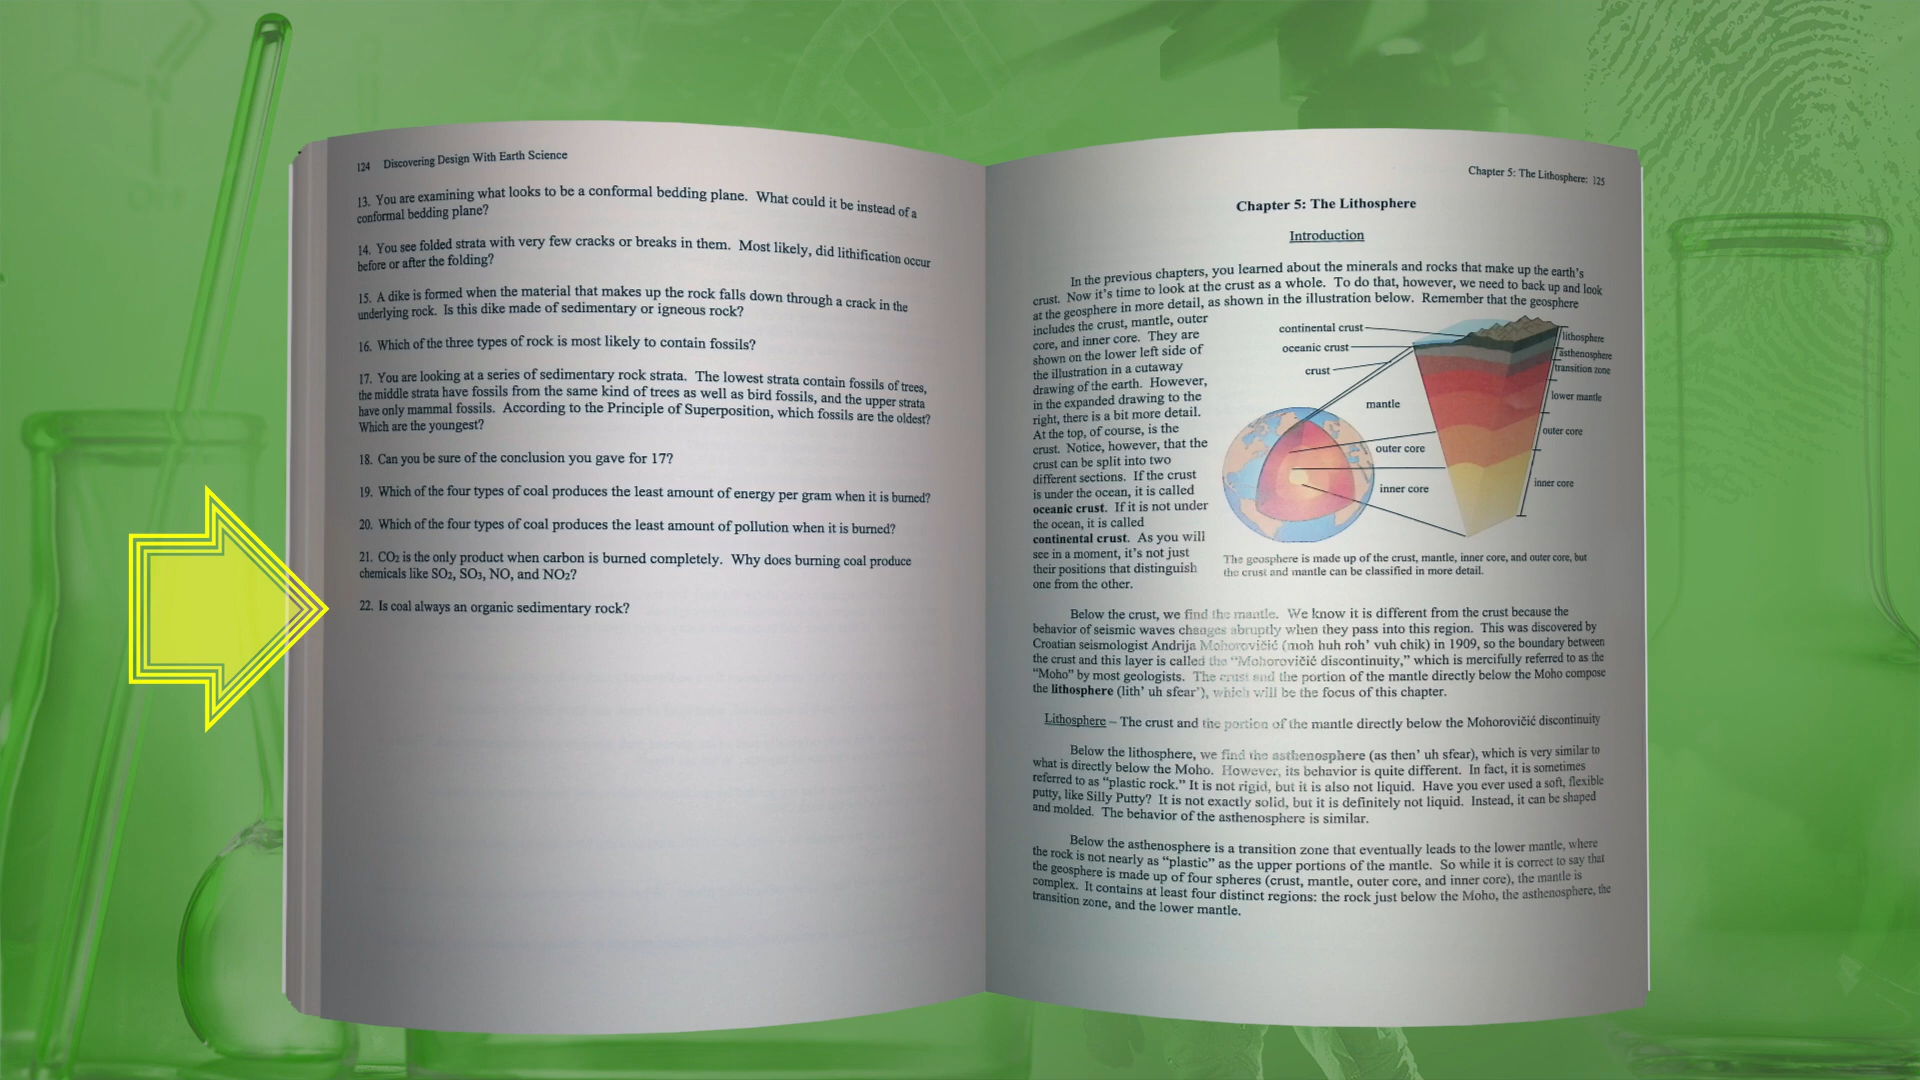 124 Discovering Design With Earth Science
13. You are examining what looks to be a conformal bedding plane. What could it be instead of a
conformal bedding plane?
14. You see folded strata with very few cracks or breaks in them. Most likely, did lithification occur
before or after the folding?
15. A dike is formed when the material that makes up the rock falls down through a crack in the
underlying rock. Is this dike made of sedimentary or igneous rock?
16. Which of the three types of rock is most likely to contain fossils?
17. You are looking at a series of sedimentary rock strata. The lowest strata contain fossils of trees,
the middle strata have fossils from the same kind of trees as well as bird fossils, and the upper strata
have only mammal fossils. According to the Principle of Superposition, which fossils are the oldest?
Which are the youngest?
18. Can you be sure of the conclusion you gave for 17?
19. Which of the four types of coal produces the least amount of energy per gram when it is burned?
20. Which of the four types of coal produces the least amount of pollution when it is burned?
21. CO₂ is the only product when carbon is burned completely. Why does burning coal produce
chemicals like SO₂, SO₃, NO, and NO₂?
22. Is coal always an organic sedimentary rock?
Chapter 5: The Lithosphere: 125
Chapter 5: The Lithosphere
Introduction
In the previous chapters, you learned about the minerals and rocks that make up the earth's
crust. Now it's time to look at the crust as a whole. To do that, however, we need to back up and look
at the geosphere in more detail, as shown in the illustration below. Remember that the geosphere
includes the crust, mantle, outer
core, and inner core. They are
shown on the lower left side of
the illustration in a cutaway
drawing of the earth. However,
in the expanded drawing to the
right, there is a bit more detail.
At the top, of course, is the
crust. Notice, however, that the
crust can be split into two
different sections. If the crust
is under the ocean, it is called
oceanic crust. If it is not under
the ocean, it is called
continental crust. As you will
see in a moment, it's not just
their positions that distinguish
one from the other.
continental crust
oceanic crust
crust
mantle
outer core
inner core
lithosphere
asthenosphere
transition zone
lower mantle
outer core
inner core
The geosphere is made up of the crust, mantle, inner core, and outer core, but
the crust and mantle can be classified in more detail.
Below the crust, we find the mantle. We know it is different from the crust because the
behavior of seismic waves changes abruptly when they pass into this region. This was discovered by
Croatian seismologist Andrija Mohorovičić (moh huh roh' vuh chik) in 1909, so the boundary between
the crust and this layer is called the "Mohorovičić discontinuity," which is mercifully referred to as the
"Moho" by most geologists. The crust and the portion of the mantle directly below the Moho compose
the lithosphere (lith' uh sfear'), which will be the focus of this chapter.
Lithosphere – The crust and the portion of the mantle directly below the Mohorovičić discontinuity
Below the lithosphere, we find the asthenosphere (as then' uh sfear), which is very similar to
what is directly below the Moho. However, its behavior is quite different. In fact, it is sometimes
referred to as "plastic rock." It is not rigid, but it is also not liquid. Have you ever used a soft, flexible
putty, like Silly Putty? It is not exactly solid, but it is definitely not liquid. Instead, it can be shaped
and molded. The behavior of the asthenosphere is similar.
Below the asthenosphere is a transition zone that eventually leads to the lower mantle, where
the rock is not nearly as "plastic" as the upper portions of the mantle. So while it is correct to say that
the geosphere is made up of four spheres (crust, mantle, outer core, and inner core), the mantle is
complex. It contains at least four distinct regions: the rock just below the Moho, the asthenosphere, the
transition zone, and the lower mantle.